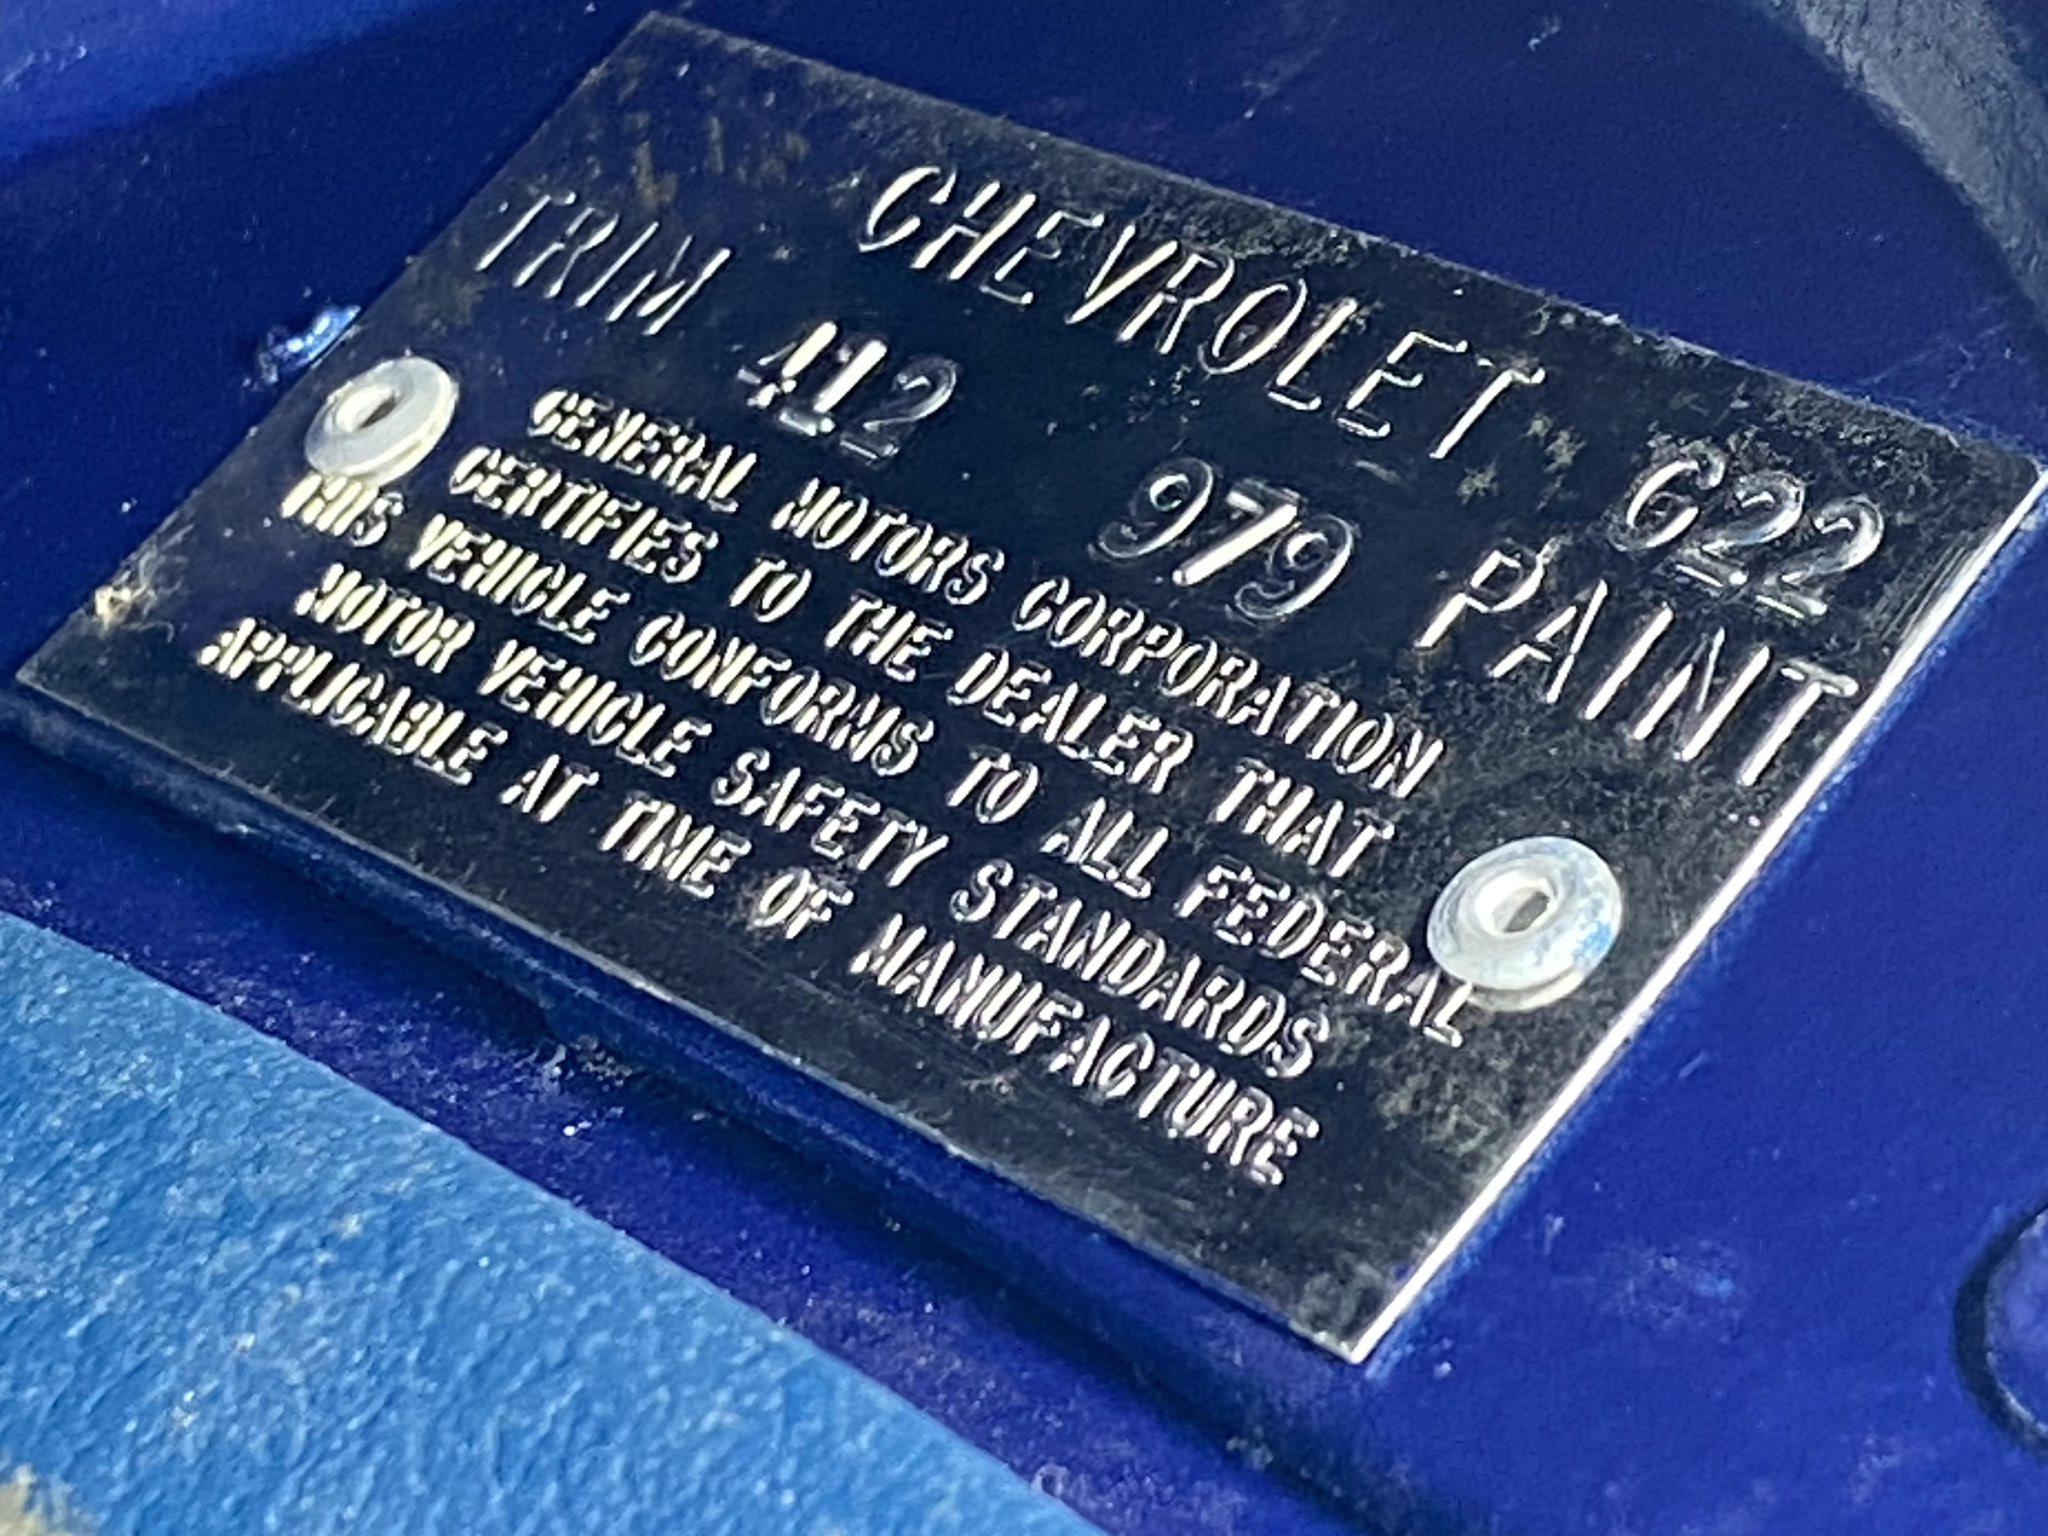 CHEVROLET G22
TRIM 412 979 PAINT
GENERAL MOTORS CORPORATION
CERTIFIES TO THE DEALER THAT
THIS VEHICLE CONFORMS TO ALL FEDERAL
MOTOR VEHICLE SAFETY STANDARDS
APPLICABLE AT TIME OF MANUFACTURE